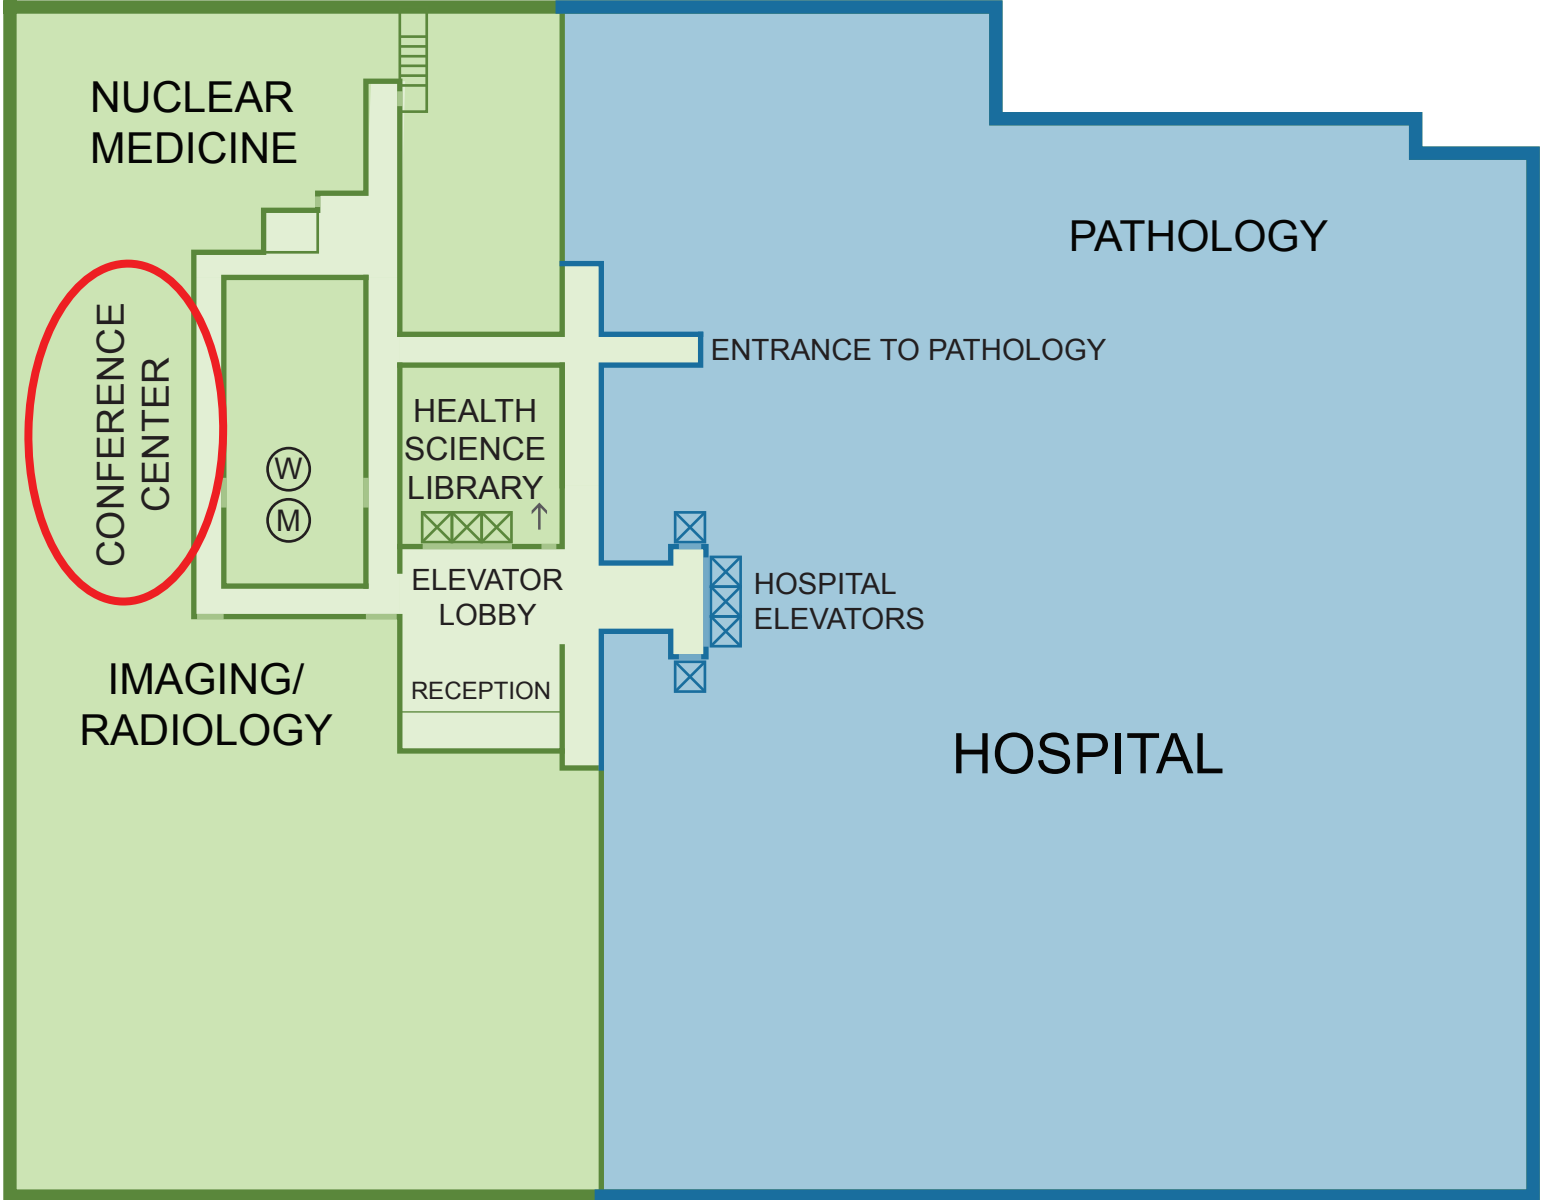 NUCLEAR
MEDICINE
PATHOLOGY
CONFERENCE
CENTER
ENTRANCE TO PATHOLOGY
HEALTH
SCIENCE
LIBRARY
W
M
ELEVATOR
LOBBY
HOSPITAL
ELEVATORS
IMAGING/
RADIOLOGY
RECEPTION
HOSPITAL